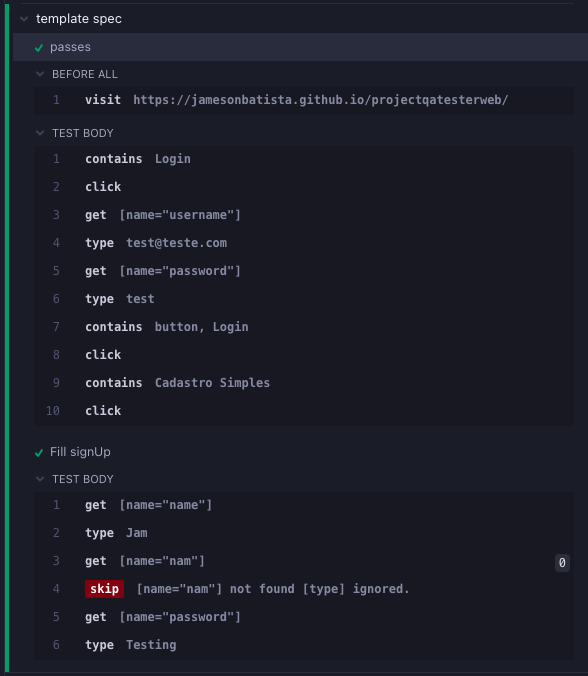 template spec
passes
BEFORE ALL
1 visit https://jamesonbatista.github.io/projectqatesterweb/
TEST BODY
1 contains Login
2 click
3 get [name="username"]
4 type test@teste.com
5 get [name="password"]
6 type test
7 contains button, Login
8 click
9 contains Cadastro Simples
10 click
Fill signUp
TEST BODY
1 get [name="name"]
2 type Jam
3 get [name="nam"] 0
4 skip [name="nam"] not found [type] ignored.
5 get [name="password"]
6 type Testing